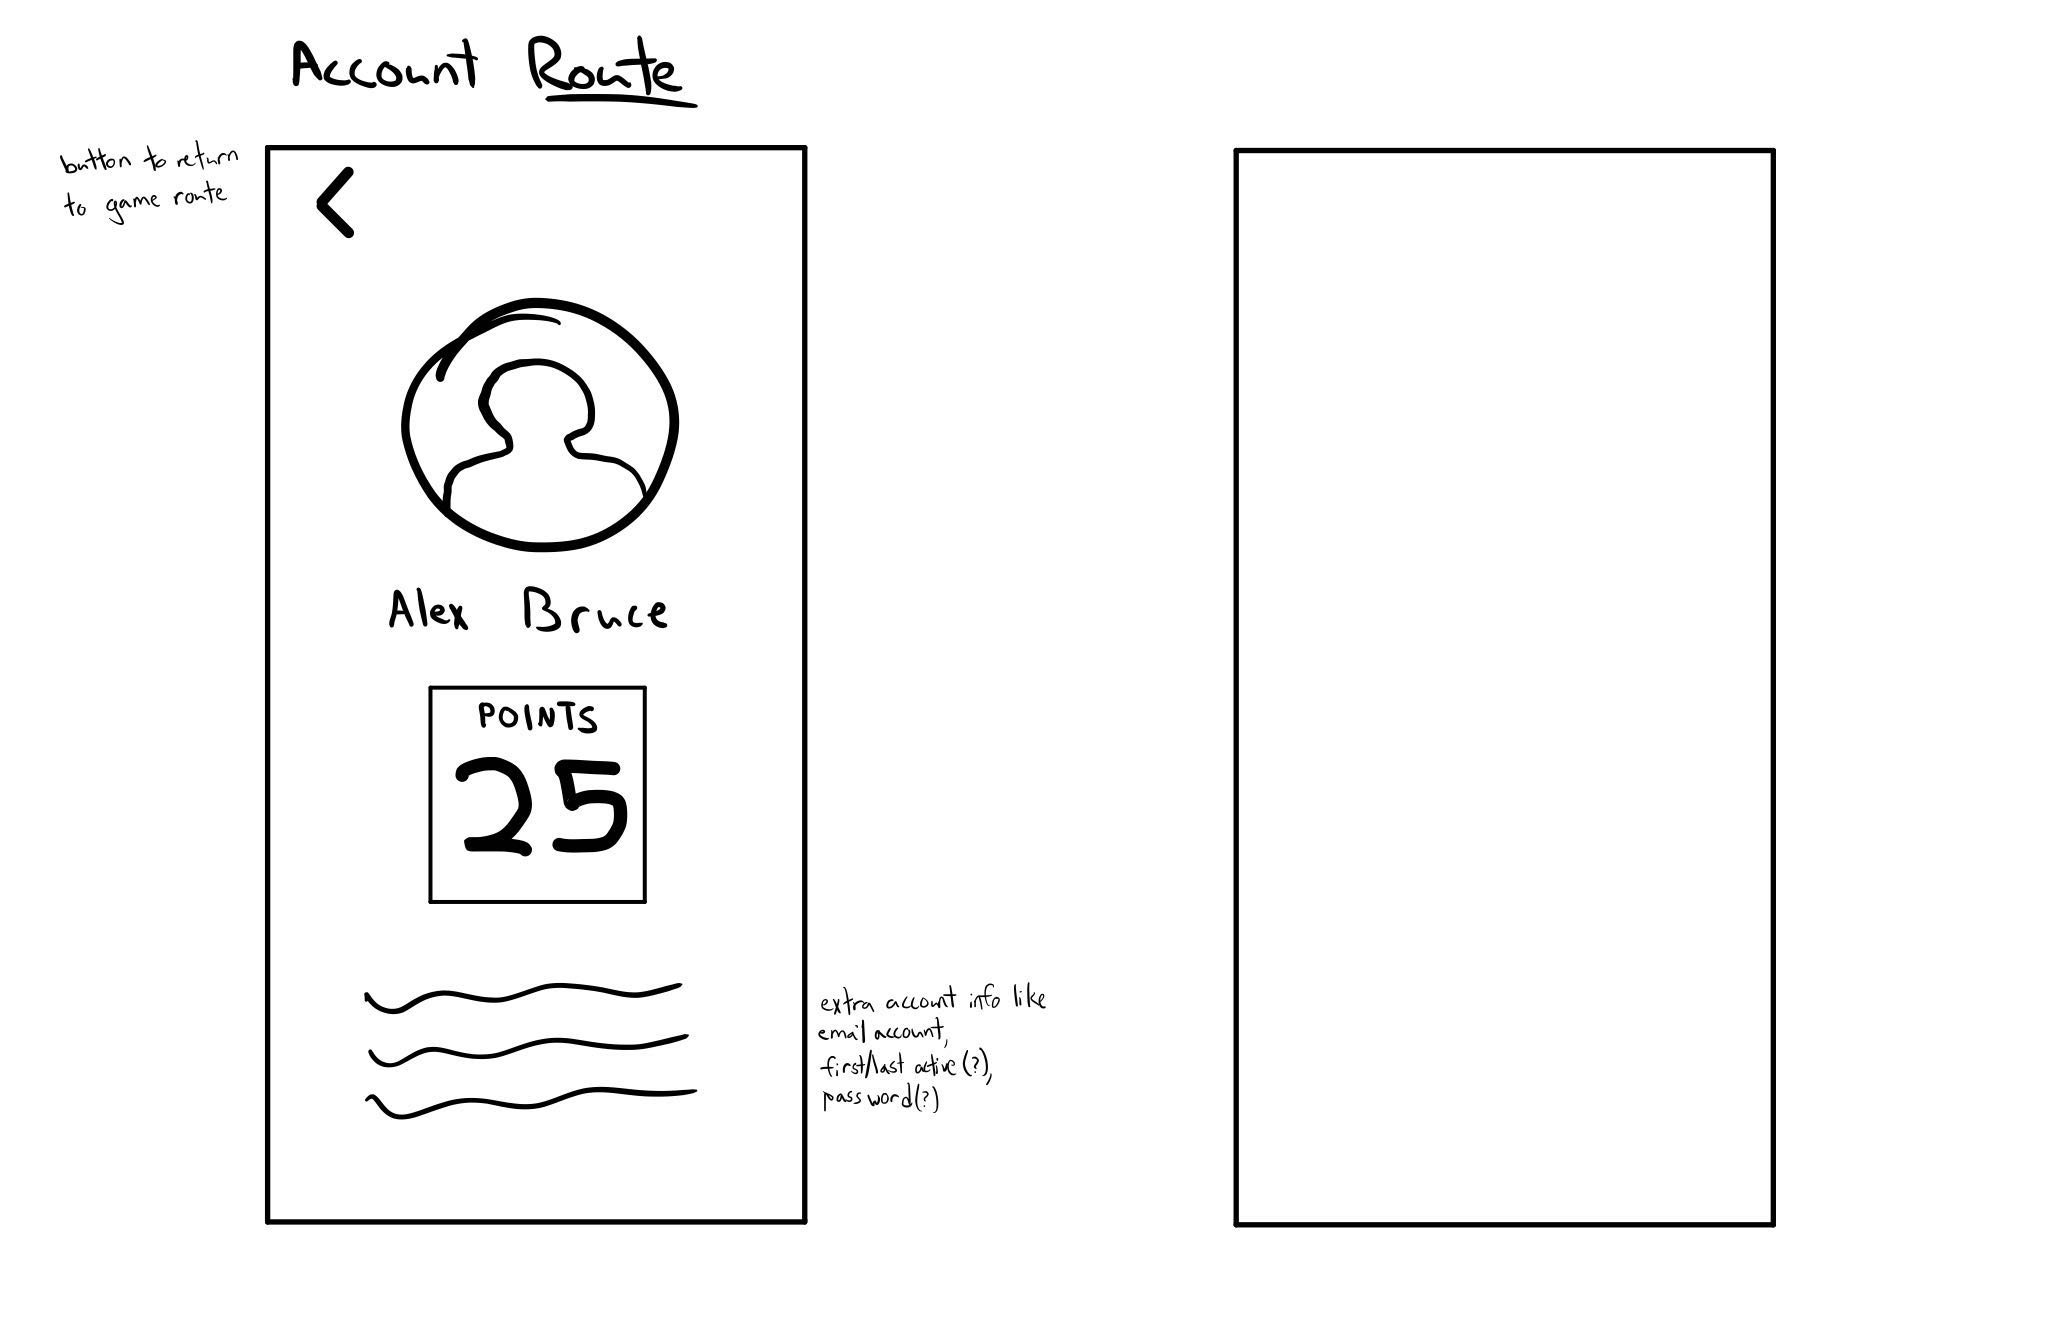 Account Route
button to return
to game route
<
Alex Bruce
POINTS
25
extra account info like
email account,
first/last active (?),
password (?)